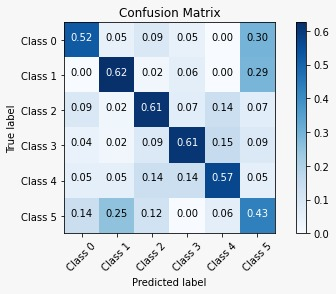 Confusion Matrix
True label
Class 0 0.52 0.05 0.09 0.05 0.00 0.30
Class 1 0.00 0.62 0.02 0.06 0.00 0.29
Class 2 0.09 0.02 0.61 0.07 0.14 0.07
Class 3 0.04 0.02 0.09 0.61 0.15 0.09
Class 4 0.05 0.05 0.14 0.14 0.57 0.05
Class 5 0.14 0.25 0.12 0.00 0.06 0.43
Class 0 Class 1 Class 2 Class 3 Class 4 Class 5
Predicted label
0.6
0.5
0.4
0.3
0.2
0.1
0.0